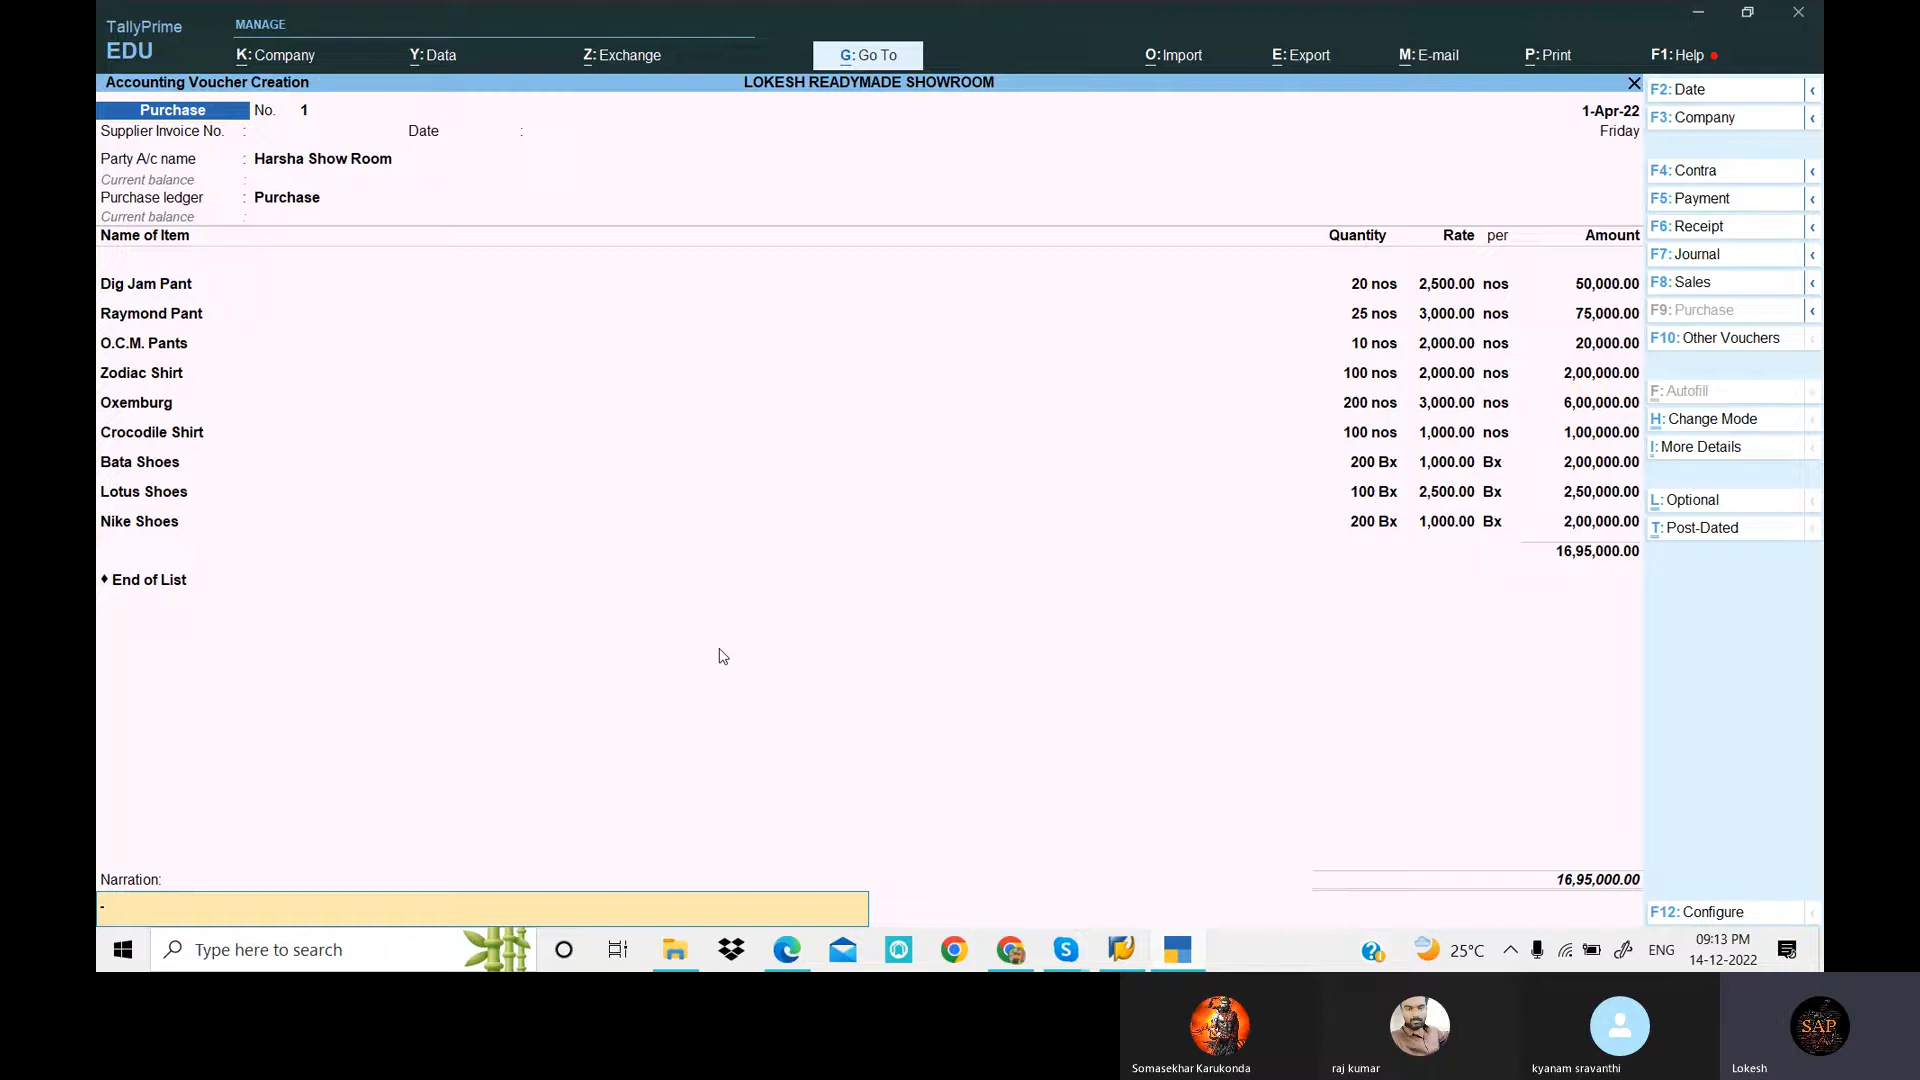 TallyPrime
EDU
MANAGE
K: Company
Y: Data
Z: Exchange
G: Go To
O: Import
E: Export
M: E-mail
P: Print
F1: Help
Accounting Voucher Creation
LOKESH READYMADE SHOWROOM
Purchase No. 1
1-Apr-22
Supplier Invoice No. : Date :
Friday
Party A/c name : Harsha Show Room
Current balance :
Purchase ledger : Purchase
Current balance :
Name of Item Quantity Rate per Amount
Dig Jam Pant 20 nos 2,500.00 nos 50,000.00
Raymond Pant 25 nos 3,000.00 nos 75,000.00
O.C.M. Pants 10 nos 2,000.00 nos 20,000.00
Zodiac Shirt 100 nos 2,000.00 nos 2,00,000.00
Oxemburg 200 nos 3,000.00 nos 6,00,000.00
Crocodile Shirt 100 nos 1,000.00 nos 1,00,000.00
Bata Shoes 200 Bx 1,000.00 Bx 2,00,000.00
Lotus Shoes 100 Bx 2,500.00 Bx 2,50,000.00
Nike Shoes 200 Bx 1,000.00 Bx 2,00,000.00
16,95,000.00
♦ End of List
Narration:
16,95,000.00
-
F2: Date
F3: Company
F4: Contra
F5: Payment
F6: Receipt
F7: Journal
F8: Sales
F9: Purchase
F10: Other Vouchers
F: Autofill
H: Change Mode
I: More Details
L: Optional
T: Post-Dated
F12: Configure
Type here to search
25°C
ENG
09:13 PM
14-12-2022
SAP
Somasekhar Karukonda
raj kumar
kyanam sravanthi
Lokesh